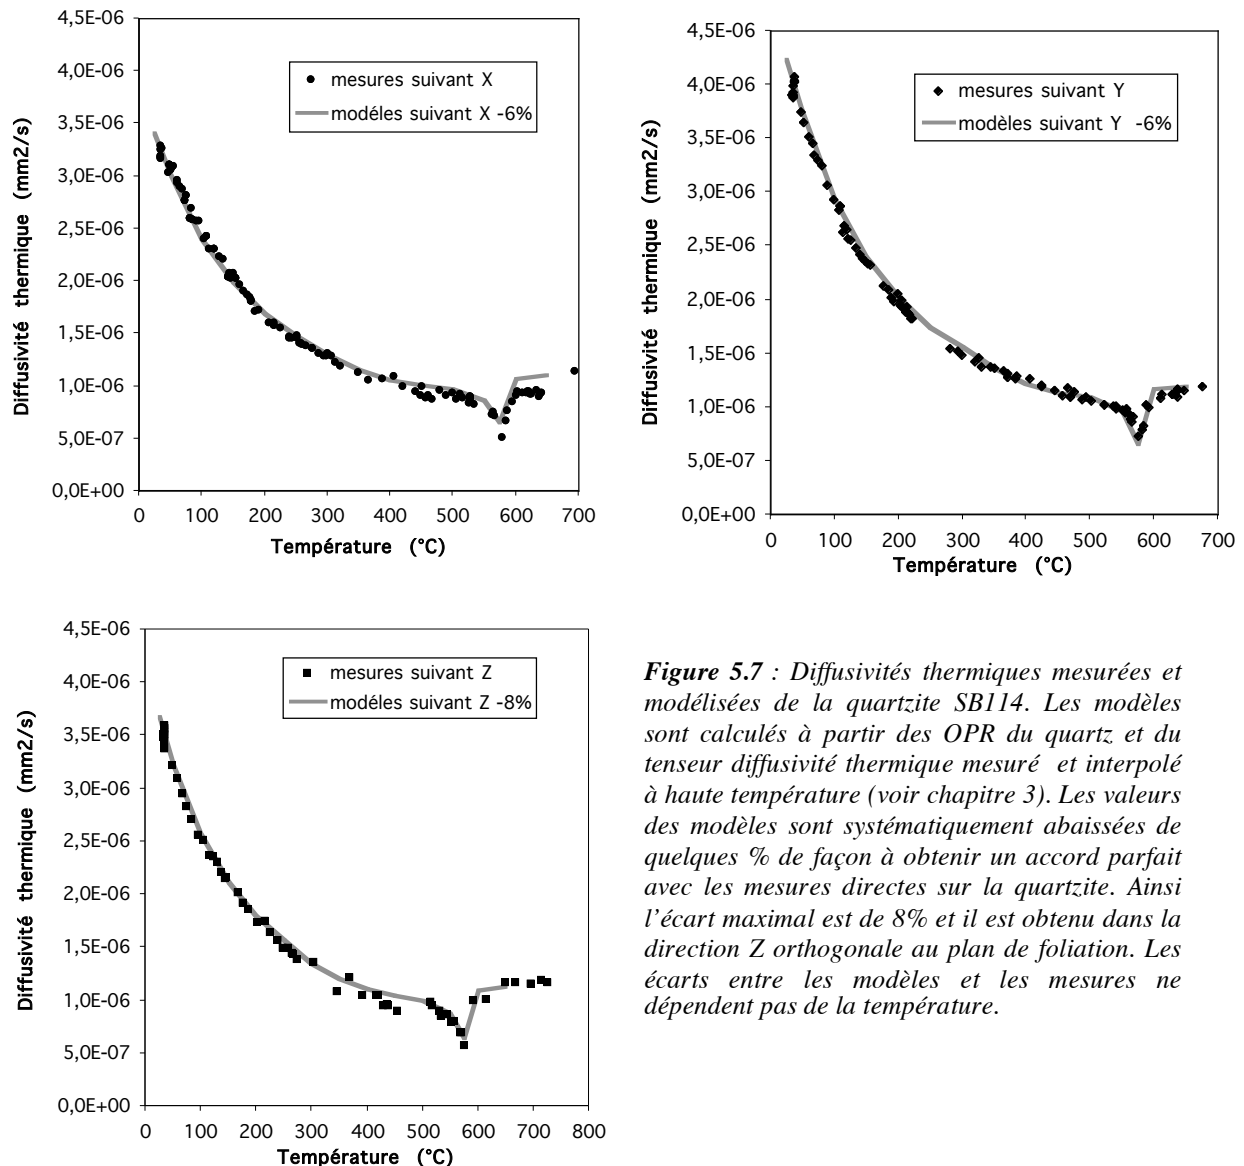 4,5E-06
4,0E-06
3,5E-06
3,0E-06
2,5E-06
2,0E-06
1,5E-06
1,0E-06
5,0E-07
0,0E+00
Diffusivité thermique (mm2/s)
mesures suivant X
modéles suivant X -6%
0 100 200 300 400 500 600 700
Température (°C)
4,5E-06
4,0E-06
3,5E-06
3,0E-06
2,5E-06
2,0E-06
1,5E-06
1,0E-06
5,0E-07
0,0E+00
Diffusivité thermique (mm2/s)
mesures suivant Y
modèles suivant Y -6%
0 100 200 300 400 500 600 700
Température (°C)
4,5E-06
4,0E-06
3,5E-06
3,0E-06
2,5E-06
2,0E-06
1,5E-06
1,0E-06
5,0E-07
0,0E+00
Diffusivité thermique (mm2/s)
mesures suivant Z
modéles suivant Z -8%
0 100 200 300 400 500 600 700 800
Température (°C)
Figure 5.7 : Diffusivités thermiques mesurées et
modélisées de la quartzite SB114. Les modèles
sont calculés à partir des OPR du quartz et du
tenseur diffusivité thermique mesuré et interpolé
à haute température (voir chapitre 3). Les valeurs
des modèles sont systématiquement abaissées de
quelques % de façon à obtenir un accord parfait
avec les mesures directes sur la quartzite. Ainsi
l'écart maximal est de 8% et il est obtenu dans la
direction Z orthogonale au plan de foliation. Les
écarts entre les modèles et les mesures ne
dépendent pas de la température.